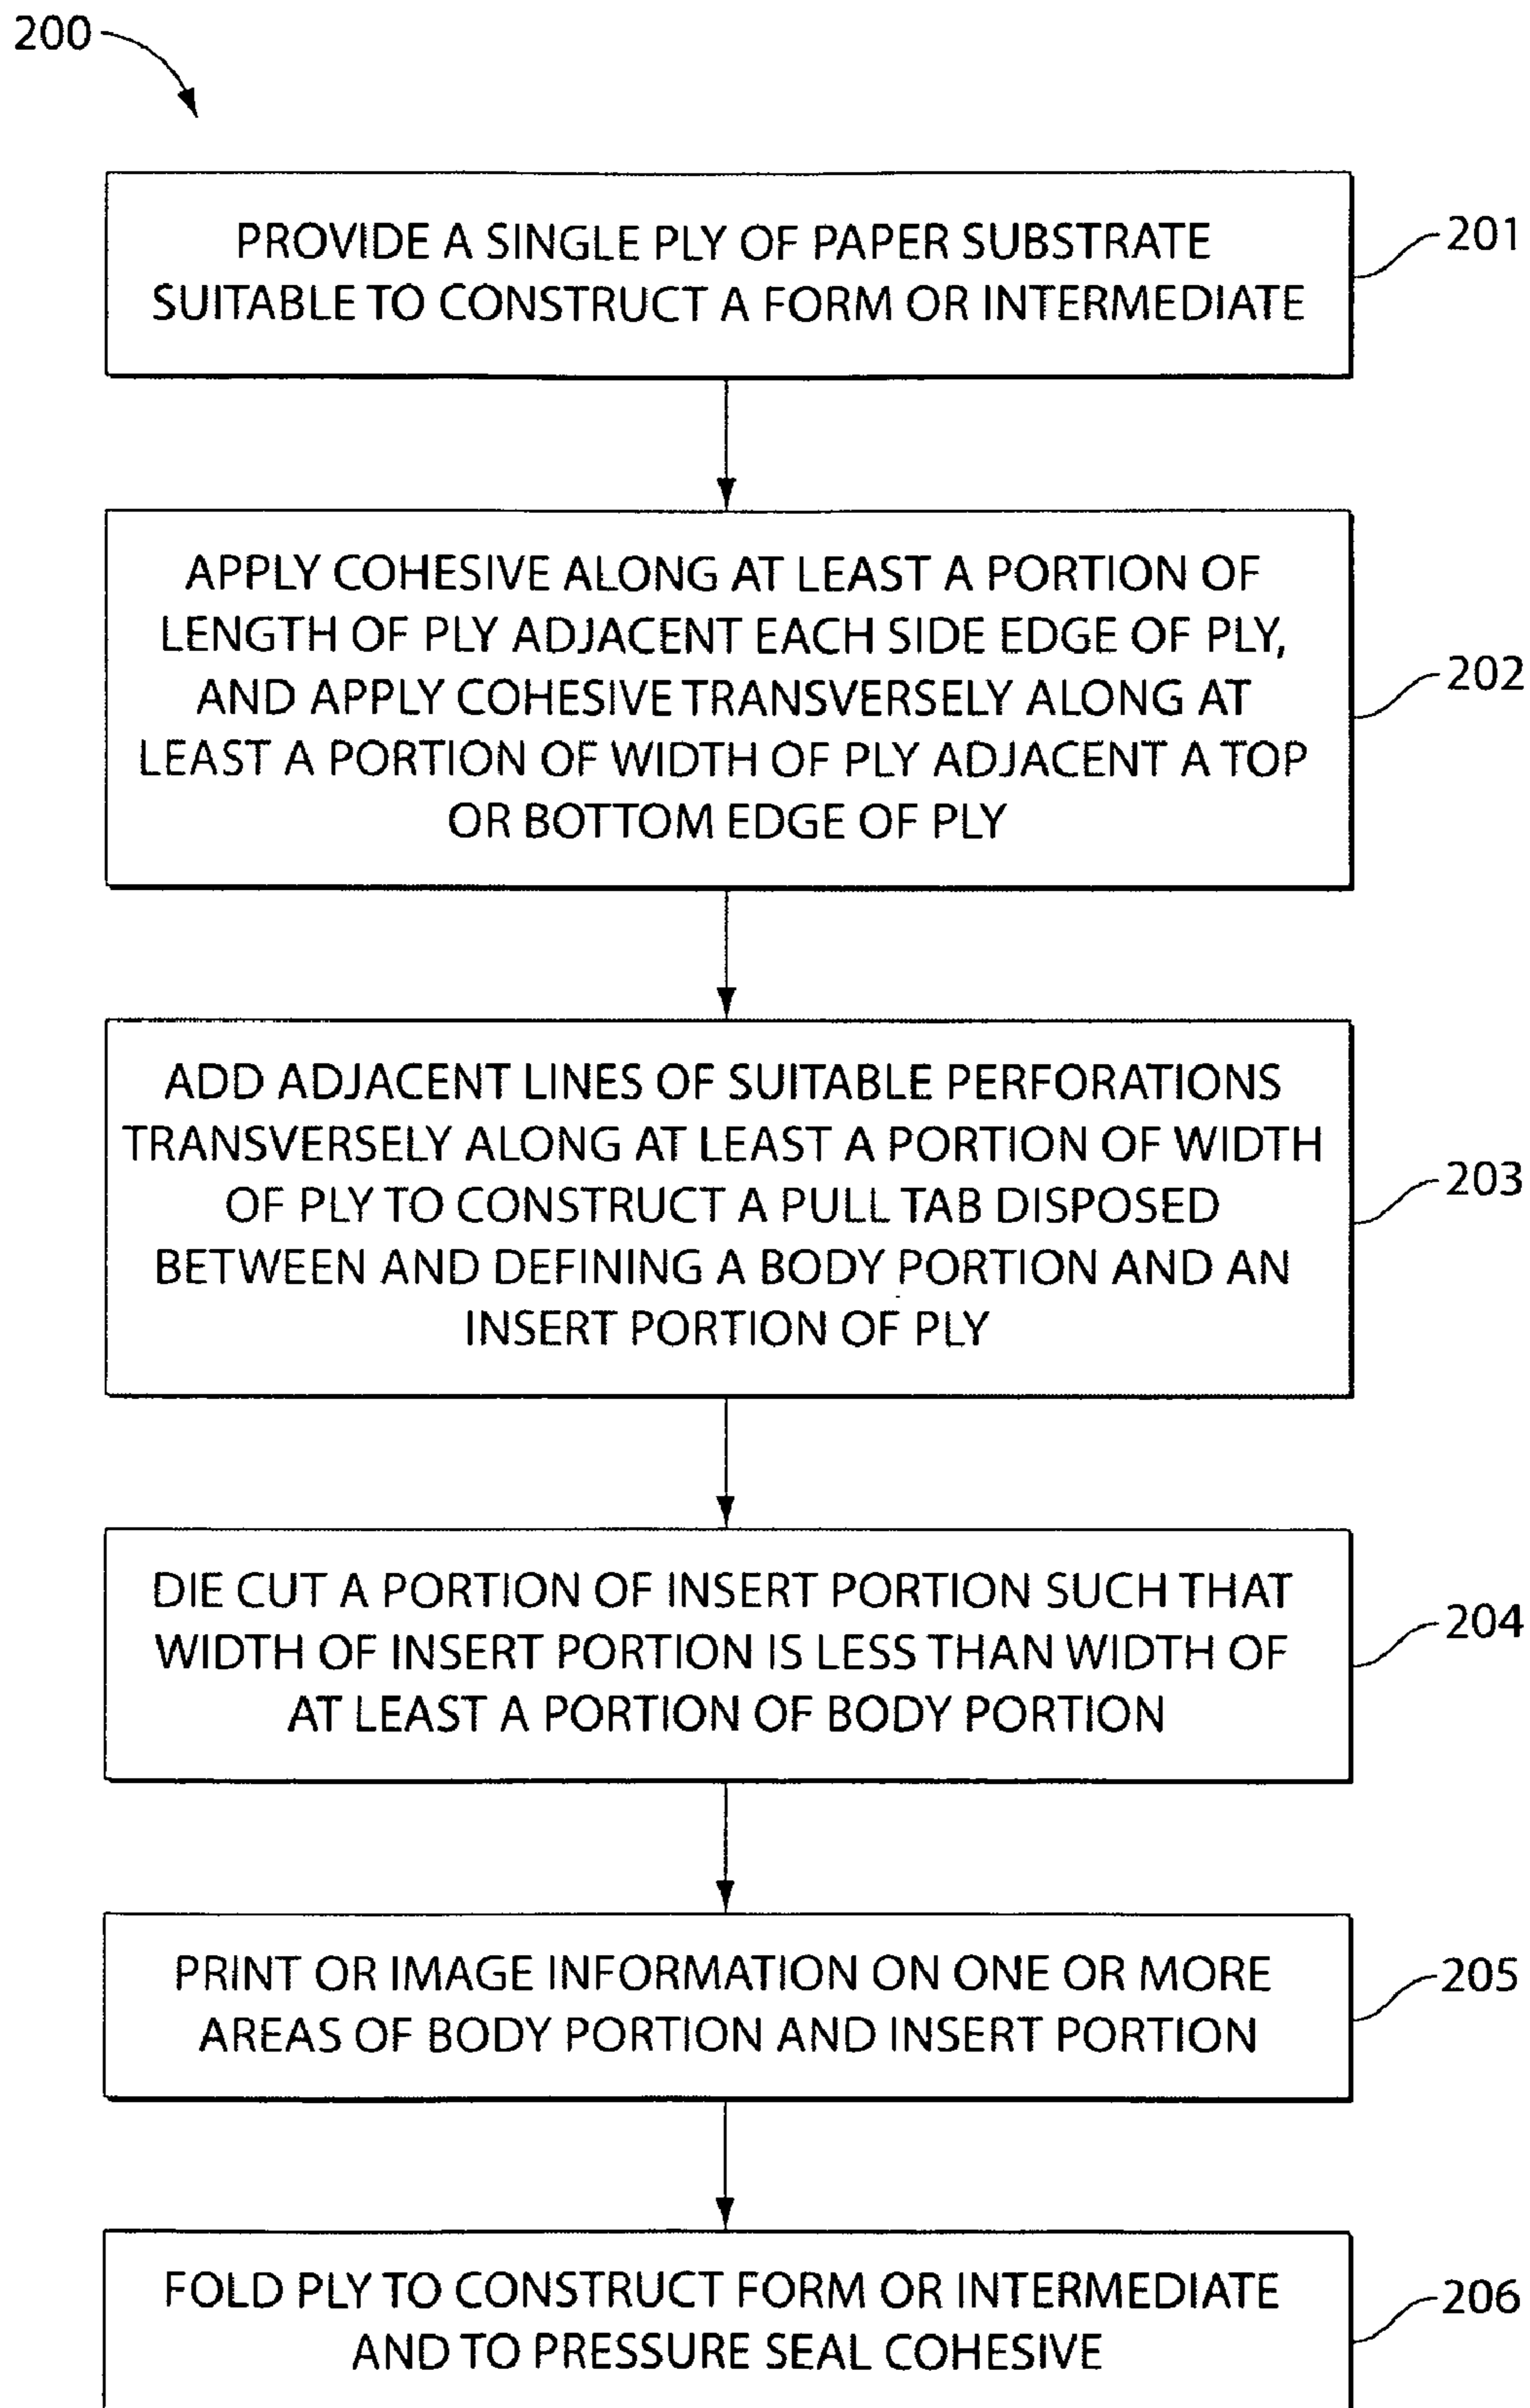 200
PROVIDE A SINGLE PLY OF PAPER SUBSTRATE
SUITABLE TO CONSTRUCT A FORM OR INTERMEDIATE
201
APPLY COHESIVE ALONG AT LEAST A PORTION OF
LENGTH OF PLY ADJACENT EACH SIDE EDGE OF PLY,
AND APPLY COHESIVE TRANSVERSELY ALONG AT
LEAST A PORTION OF WIDTH OF PLY ADJACENT A TOP
OR BOTTOM EDGE OF PLY
202
ADD ADJACENT LINES OF SUITABLE PERFORATIONS
TRANSVERSELY ALONG AT LEAST A PORTION OF WIDTH
OF PLY TO CONSTRUCT A PULL TAB DISPOSED
BETWEEN AND DEFINING A BODY PORTION AND AN
INSERT PORTION OF PLY
203
DIE CUT A PORTION OF INSERT PORTION SUCH THAT
WIDTH OF INSERT PORTION IS LESS THAN WIDTH OF
AT LEAST A PORTION OF BODY PORTION
204
PRINT OR IMAGE INFORMATION ON ONE OR MORE
AREAS OF BODY PORTION AND INSERT PORTION
205
FOLD PLY TO CONSTRUCT FORM OR INTERMEDIATE
AND TO PRESSURE SEAL COHESIVE
206